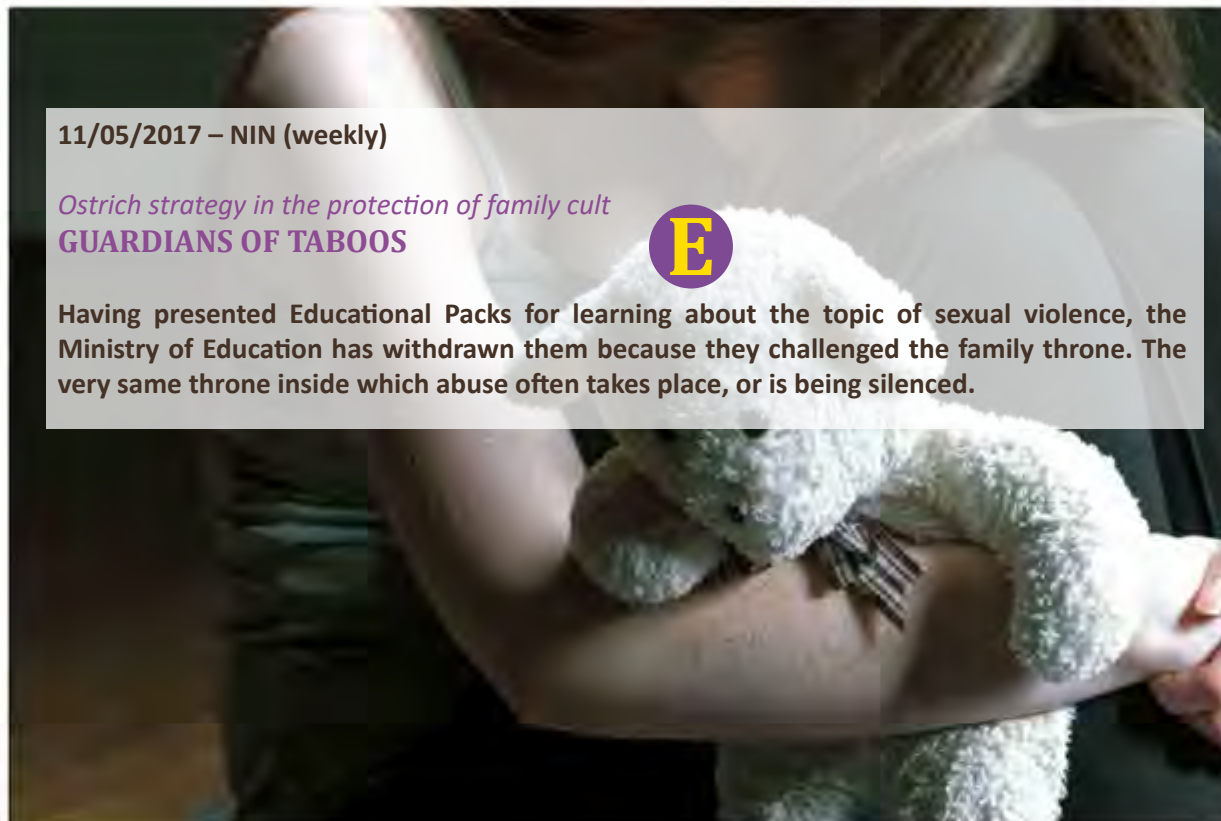 11/05/2017 – NIN (weekly)
Ostrich strategy in the protection of family cult
GUARDIANS OF TABOOS
E
Having presented Educational Packs for learning about the topic of sexual violence, the
Ministry of Education has withdrawn them because they challenged the family throne. The
very same throne inside which abuse often takes place, or is being silenced.